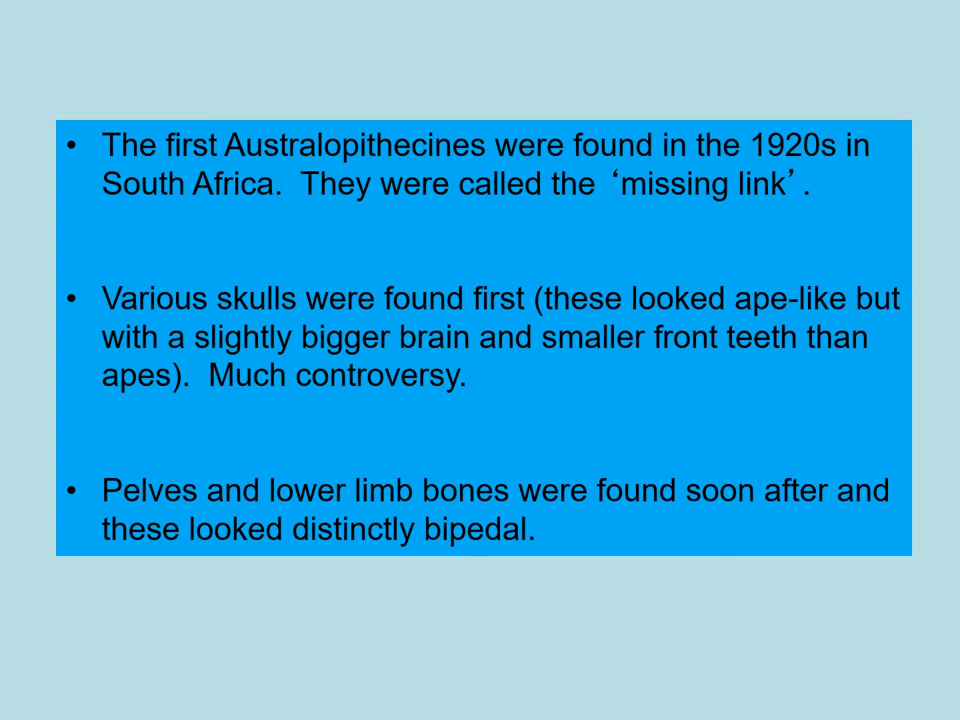 • The first Australopithecines were found in the 1920s in
South Africa.  They were called the ‘missing link’.
• Various skulls were found first (these looked ape-like but
with a slightly bigger brain and smaller front teeth than
apes).  Much controversy.
• Pelves and lower limb bones were found soon after and
these looked distinctly bipedal.